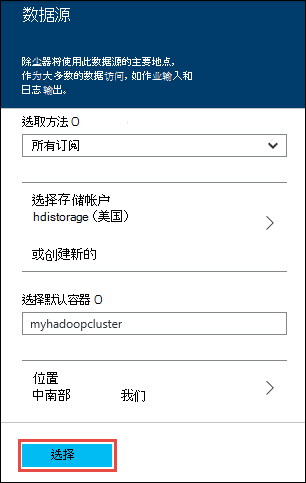 数据源
除尘器将使用此数据源的主要地点,
作为大多数的数据访问, 如作业输入和
日志输出。
选取方法 O
所有订阅
选择存储帐户
hdistorage (美国)
或创建新的
选择默认容器 O
myhadoopcluster
位置
中南部 我们
选择